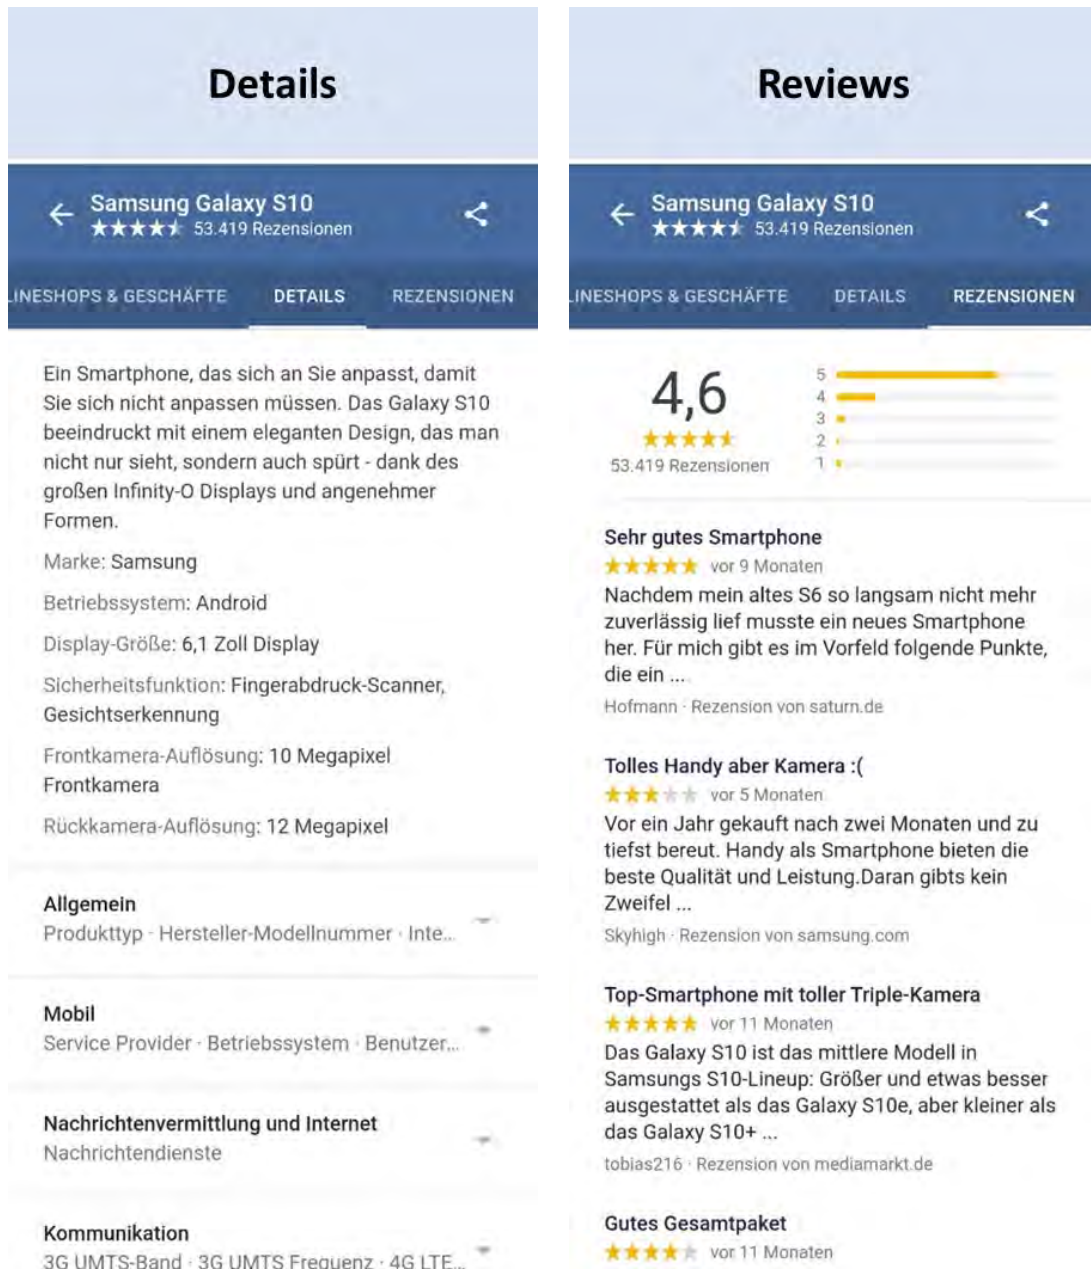 Details
Samsung Galaxy S10
53.419 Rezensionen
LINESHOPS & GESCHÄFTE DETAILS REZENSIONEN
Ein Smartphone, das sich an Sie anpasst, damit
Sie sich nicht anpassen müssen. Das Galaxy S10
beeindruckt mit einem eleganten Design, das man
nicht nur sieht, sondern auch spürt - dank des
großen Infinity-O Displays und angenehmer
Formen.
Marke: Samsung
Betriebssystem: Android
Display-Größe: 6,1 Zoll Display
Sicherheitsfunktion: Fingerabdruck-Scanner,
Gesichtserkennung
Frontkamera-Auflösung: 10 Megapixel
Frontkamera
Rückkamera-Auflösung: 12 Megapixel
Allgemein
Produkttyp · Hersteller-Modellnummer · Inte...
Mobil
Service Provider · Betriebssystem · Benutzer...
Nachrichtenvermittlung und Internet
Nachrichtendienste
Kommunikation
3G UMTS-Band · 3G UMTS Frequenz · 4G LTE...
Reviews
Samsung Galaxy S10
53.419 Rezensionen
LINESHOPS & GESCHÄFTE DETAILS REZENSIONEN
4,6
53.419 Rezensionen
5
4
3
2
1
Sehr gutes Smartphone
vor 9 Monaten
Nachdem mein altes S6 so langsam nicht mehr
zuverlässig lief musste ein neues Smartphone
her. Für mich gibt es im Vorfeld folgende Punkte,
die ein ...
Hofmann · Rezension von saturn.de
Tolles Handy aber Kamera :(
vor 5 Monaten
Vor ein Jahr gekauft nach zwei Monaten und zu
tiefst bereut. Handy als Smartphone bieten die
beste Qualität und Leistung.Daran gibts kein
Zweifel ...
Skyhigh · Rezension von samsung.com
Top-Smartphone mit toller Triple-Kamera
vor 11 Monaten
Das Galaxy S10 ist das mittlere Modell in
Samsungs S10-Lineup: Größer und etwas besser
ausgestattet als das Galaxy S10e, aber kleiner als
das Galaxy S10+ ...
tobias216 · Rezension von mediamarkt.de
Gutes Gesamtpaket
vor 11 Monaten